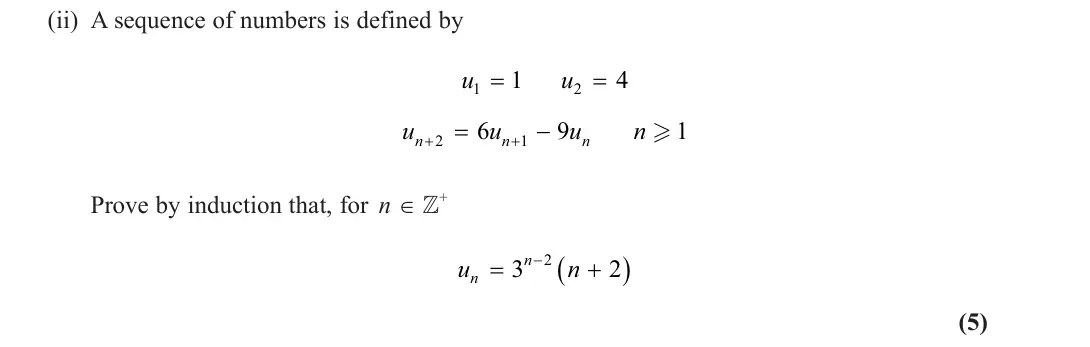 (ii) A sequence of numbers is defined by
u₁ = 1 u₂ = 4
uₙ₊₂ = 6uₙ₊₁ − 9uₙ n ⩾ 1
Prove by induction that, for n ∈ ℤ⁺
uₙ = 3ⁿ⁻²(n + 2)
(5)